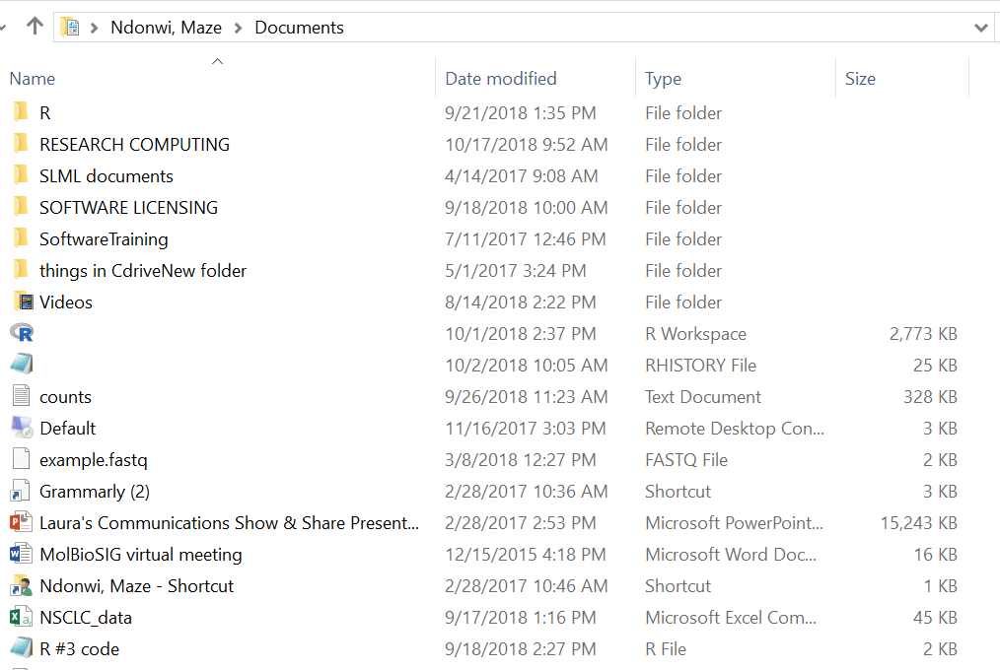 Ndonwi, Maze > Documents
Name Date modified Type Size
R 9/21/2018 1:35 PM File folder
RESEARCH COMPUTING 10/17/2018 9:52 AM File folder
SLML documents 4/14/2017 9:08 AM File folder
SOFTWARE LICENSING 9/18/2018 10:00 AM File folder
SoftwareTraining 7/11/2017 12:46 PM File folder
things in CdriveNew folder 5/1/2017 3:24 PM File folder
Videos 8/14/2018 2:22 PM File folder
10/1/2018 2:37 PM R Workspace 2,773 KB
10/2/2018 10:05 AM RHISTORY File 25 KB
counts 9/26/2018 11:23 AM Text Document 328 KB
Default 11/16/2017 3:03 PM Remote Desktop Con... 3 KB
example.fastq 3/8/2018 12:27 PM FASTQ File 2 KB
Grammarly (2) 2/28/2017 10:36 AM Shortcut 3 KB
Laura's Communications Show & Share Present... 2/28/2017 2:53 PM Microsoft PowerPoint... 15,243 KB
MolBioSIG virtual meeting 12/15/2015 4:18 PM Microsoft Word Doc... 16 KB
Ndonwi, Maze - Shortcut 2/28/2017 10:46 AM Shortcut 1 KB
NSCLC_data 9/17/2018 1:16 PM Microsoft Excel Com... 45 KB
R #3 code 9/18/2018 2:27 PM R File 2 KB